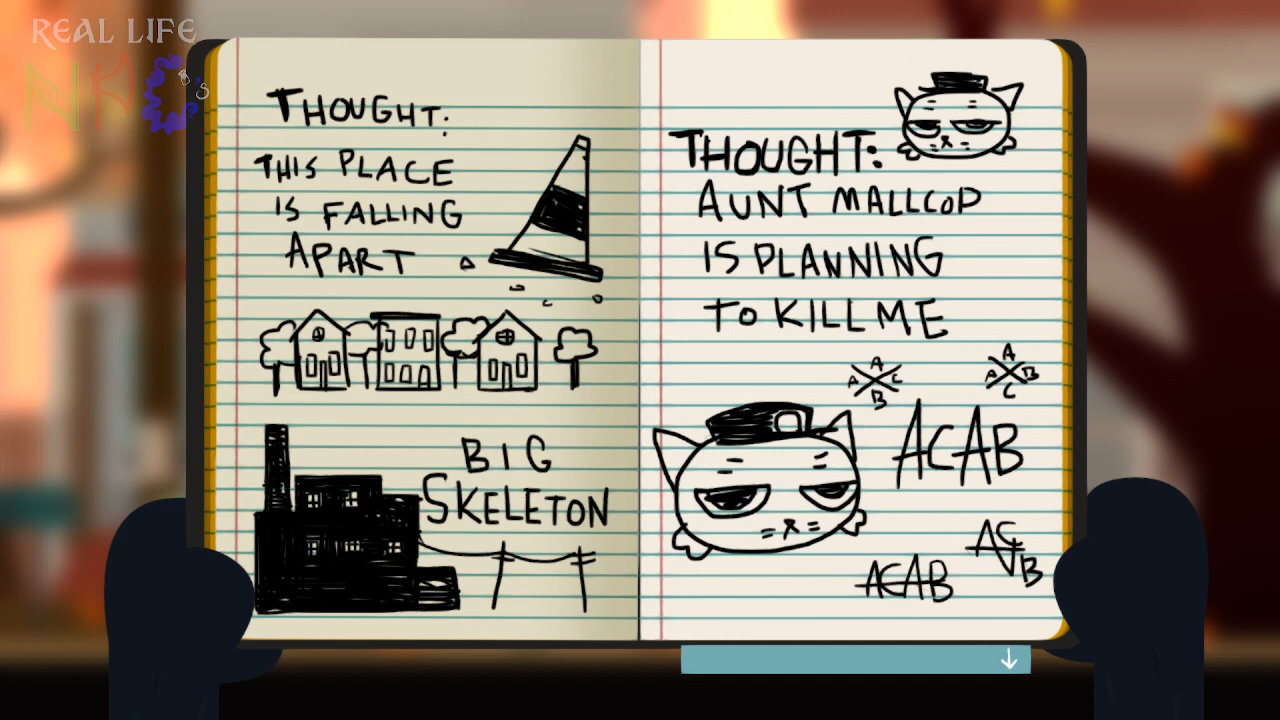 REAL LIFE
NPC's
THOUGHT:
THIS PLACE
IS FALLING
APART
BIG
SKELETON
THOUGHT:
AUNT MALLCOP
IS PLANNING
TO KILL ME
A
A C
B
A
A B
C
ACAB
ACAB
ACAB